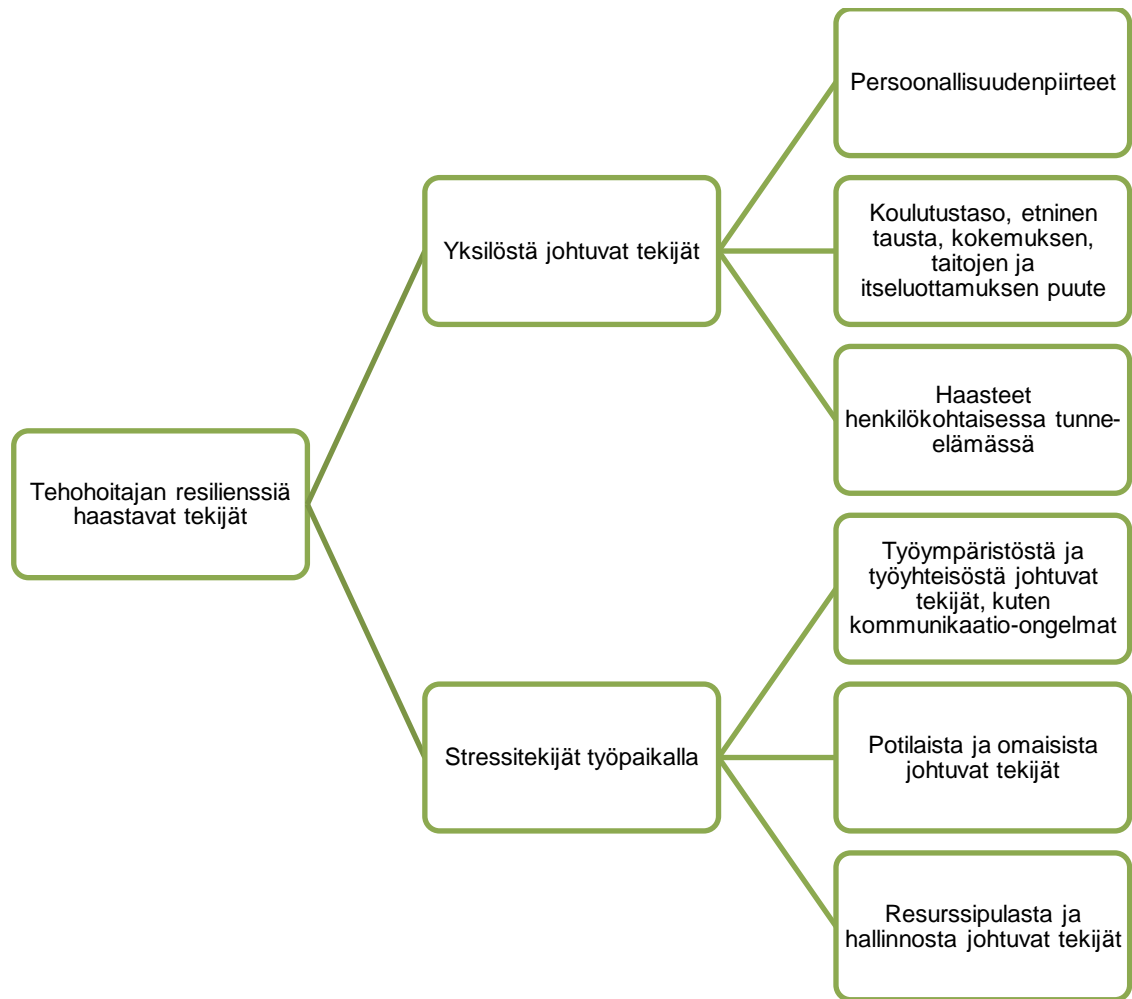 Persoonallisuudenpiirteet
Yksilöstä johtuvat tekijät
Koulutustaso, etninen
tausta, kokemuksen,
taitojen ja
itseluottamuksen puute
Haasteet
henkilökohtaisessa tunne-
elämässä
Tehohoitajan resilienssiä
haastavat tekijät
Työympäristöstä ja
työyhteisöstä johtuvat
tekijät, kuten
kommunikaatio-ongelmat
Stressitekijät työpaikalla
Potilaista ja omaisista
johtuvat tekijät
Resurssipulasta ja
hallinnosta johtuvat tekijät